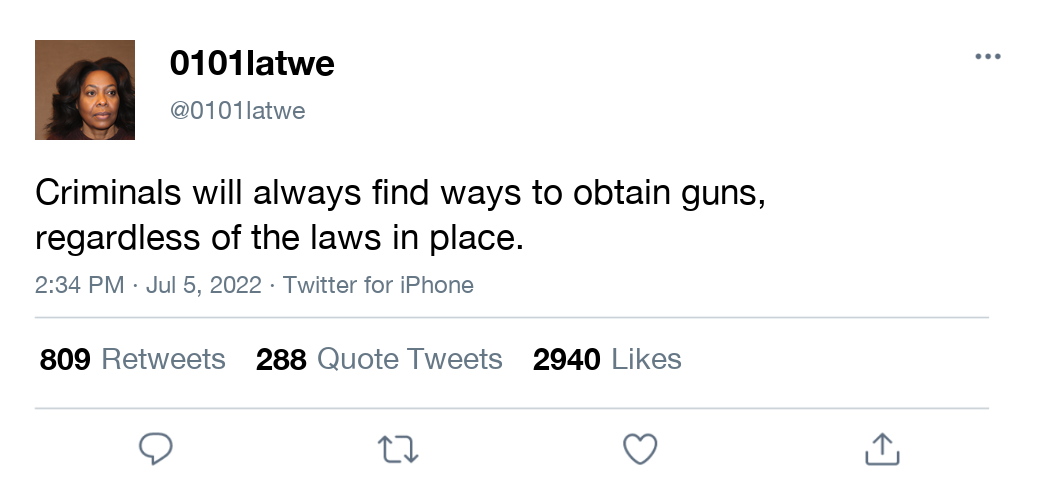 0101latwe
@0101latwe
Criminals will always find ways to obtain guns,
regardless of the laws in place.
2:34 PM · Jul 5, 2022 · Twitter for iPhone
809 Retweets 288 Quote Tweets 2940 Likes